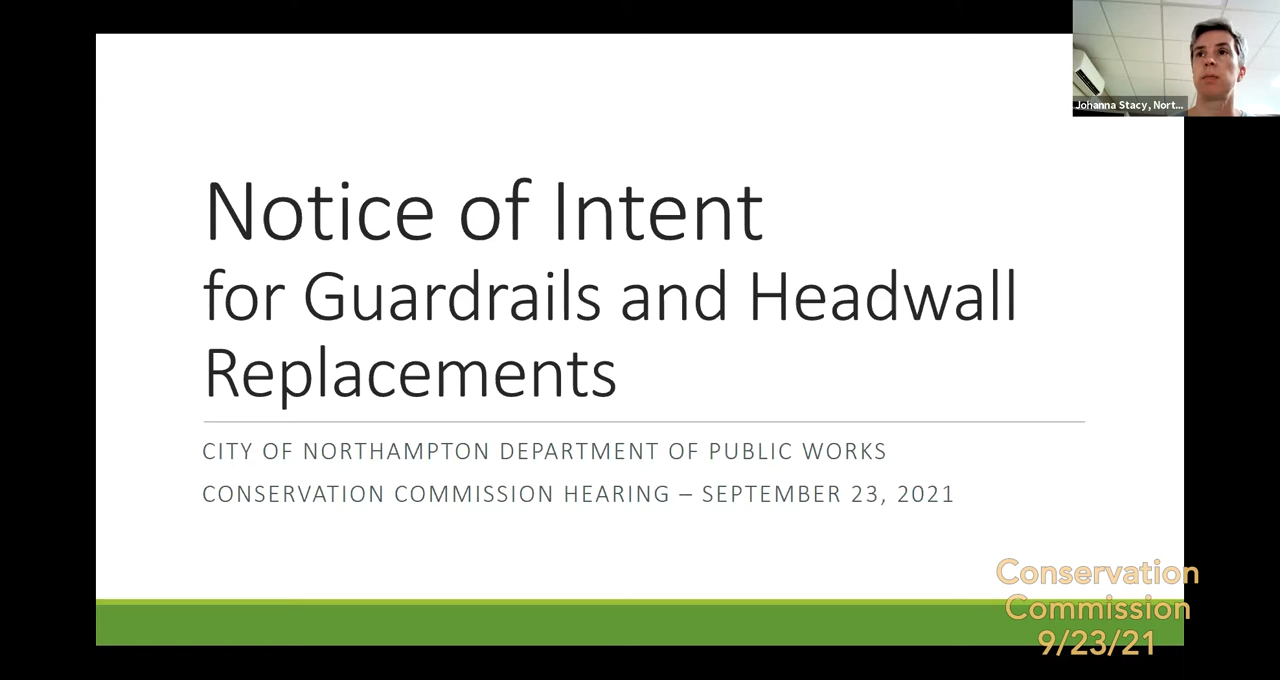 Johanna Stacy, Nort...
Notice of Intent
for Guardrails and Headwall
Replacements
CITY OF NORTHAMPTON DEPARTMENT OF PUBLIC WORKS
CONSERVATION COMMISSION HEARING – SEPTEMBER 23, 2021
Conservation
Commission
9/23/21